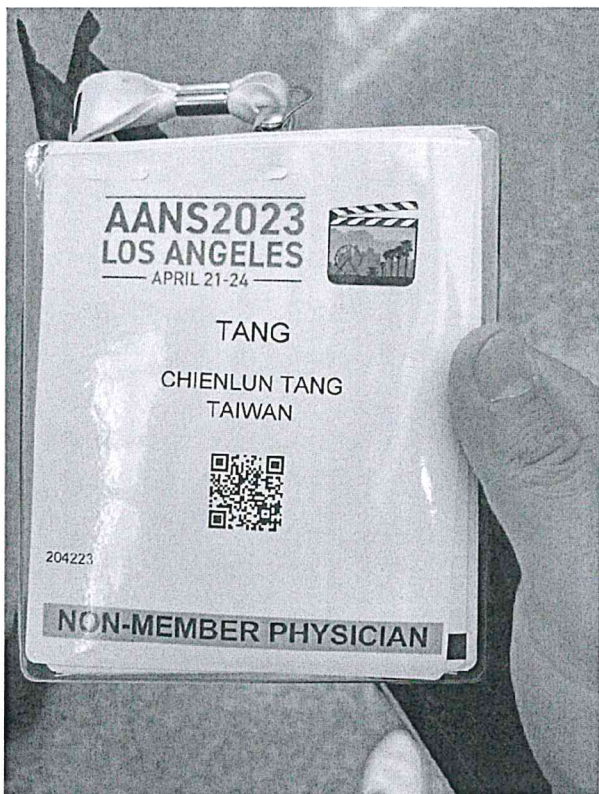 AANS2023
LOS ANGELES
APRIL 21-24
TANG
CHIENLUN TANG
TAIWAN
204223
NON-MEMBER PHYSICIAN